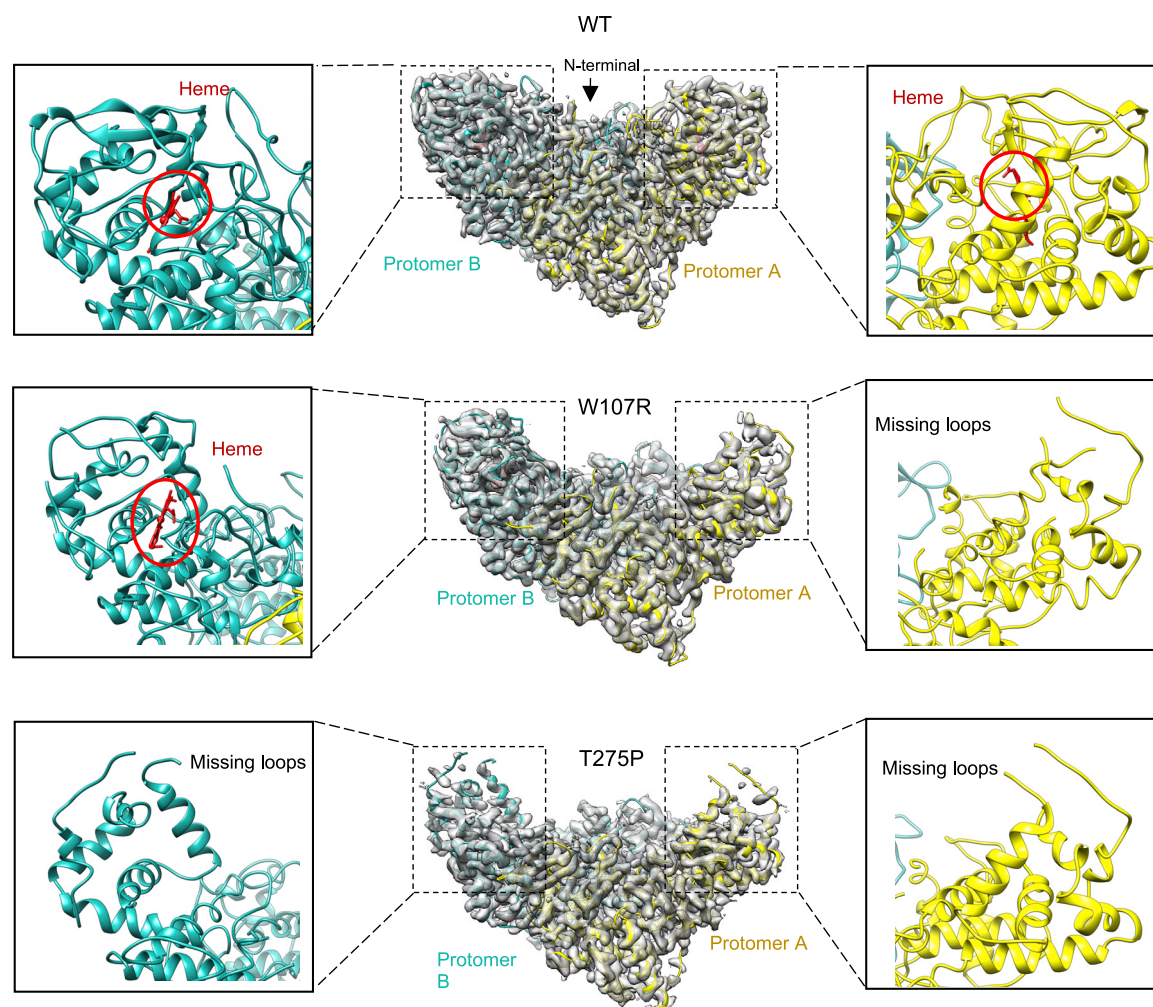 WT
N-terminal
Heme
Heme
Protomer B
Protomer A
W107R
Missing loops
Heme
Protomer B
Protomer A
T275P
Missing loops
Missing loops
Protomer
B
Protomer A